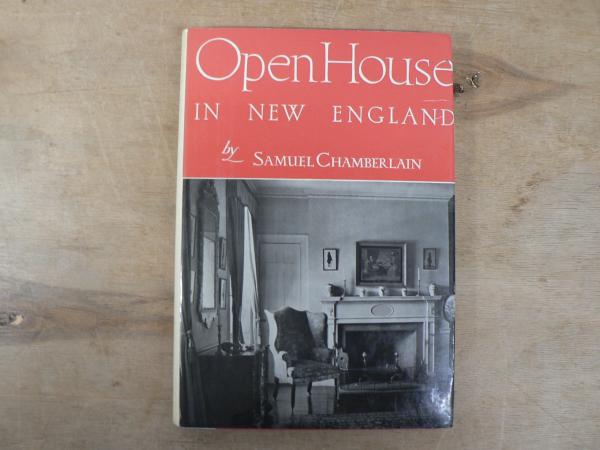 Open House
IN NEW ENGLAND
by SAMUEL CHAMBERLAIN